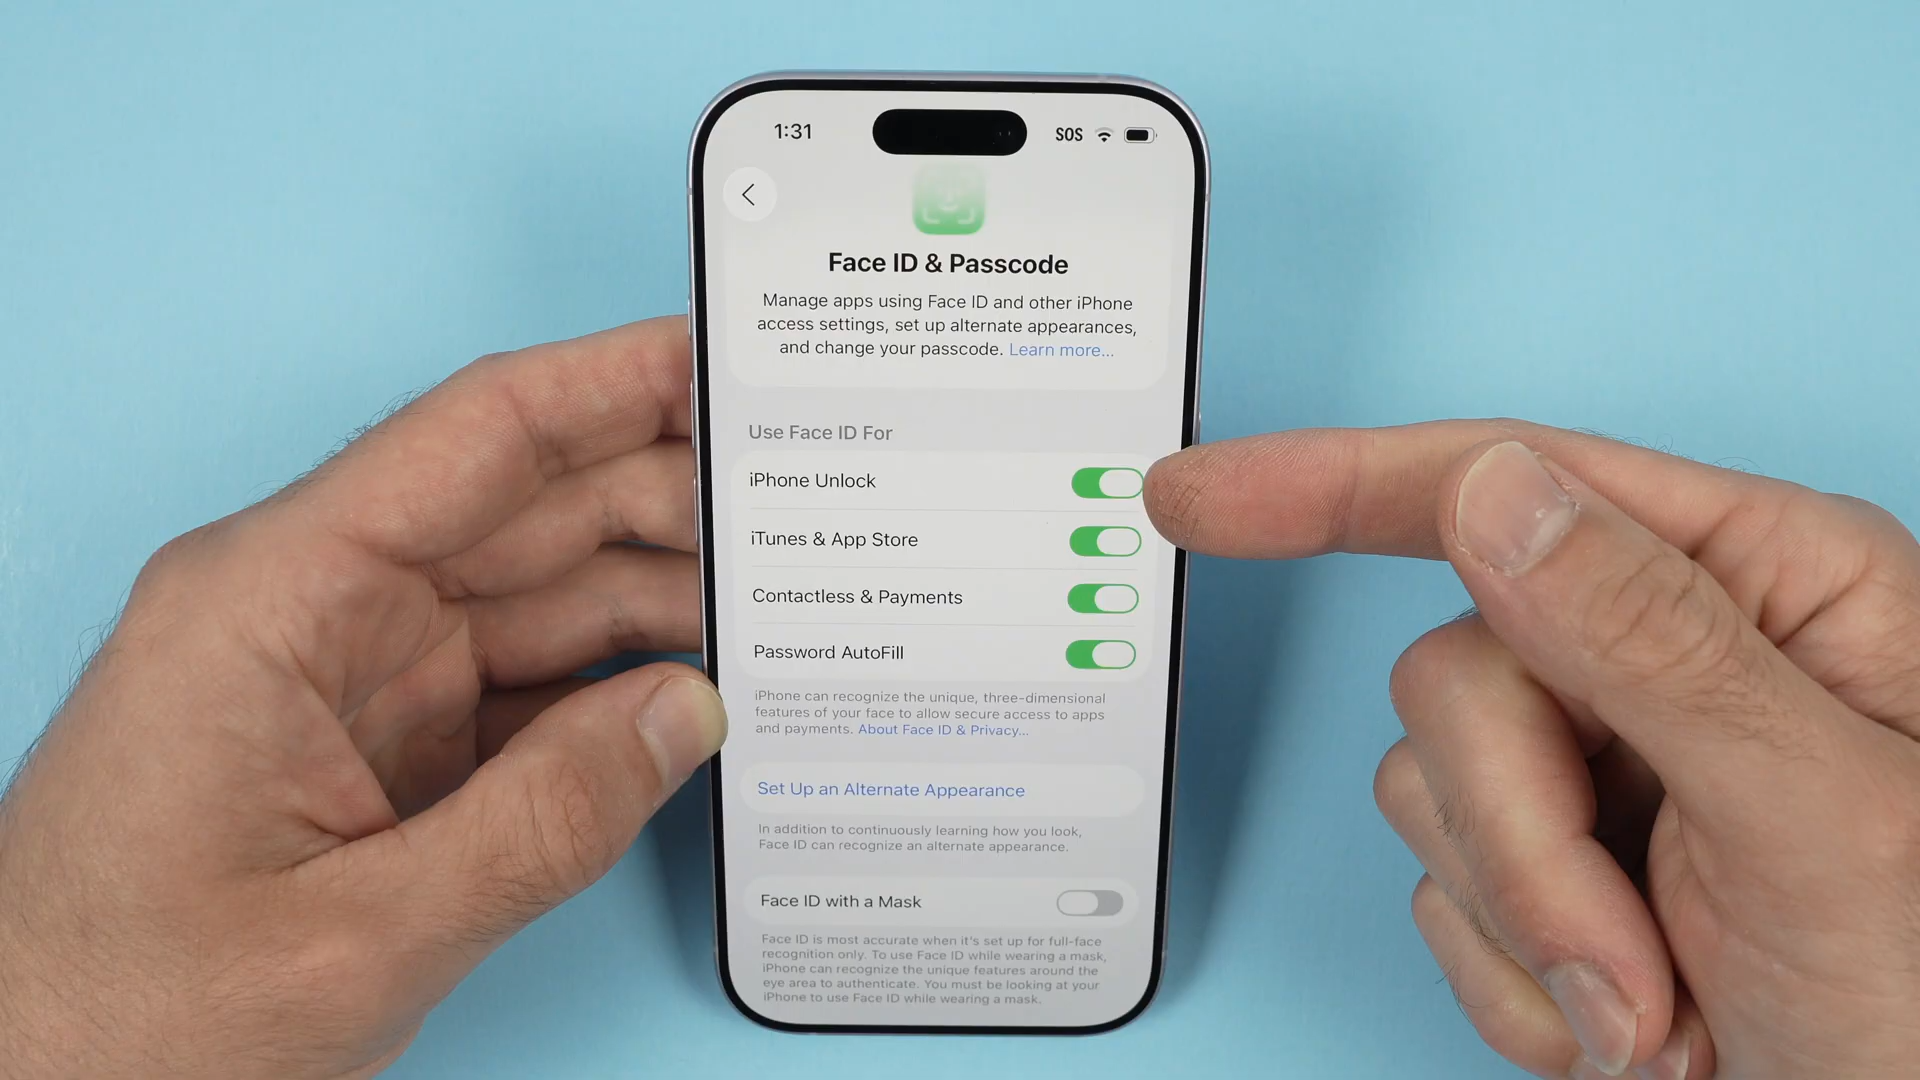 1:31
SOS
Face ID & Passcode
Manage apps using Face ID and other iPhone
access settings, set up alternate appearances,
and change your passcode. Learn more...
Use Face ID For
iPhone Unlock
iTunes & App Store
Contactless & Payments
Password AutoFill
iPhone can recognize the unique, three-dimensional
features of your face to allow secure access to apps
and payments. About Face ID & Privacy...
Set Up an Alternate Appearance
In addition to continuously learning how you look,
Face ID can recognize an alternate appearance.
Face ID with a Mask
Face ID is most accurate when it's set up for full-face
recognition only. To use Face ID while wearing a mask,
iPhone can recognize the unique features around the
eye area to authenticate. You must be looking at your
iPhone to use Face ID while wearing a mask.